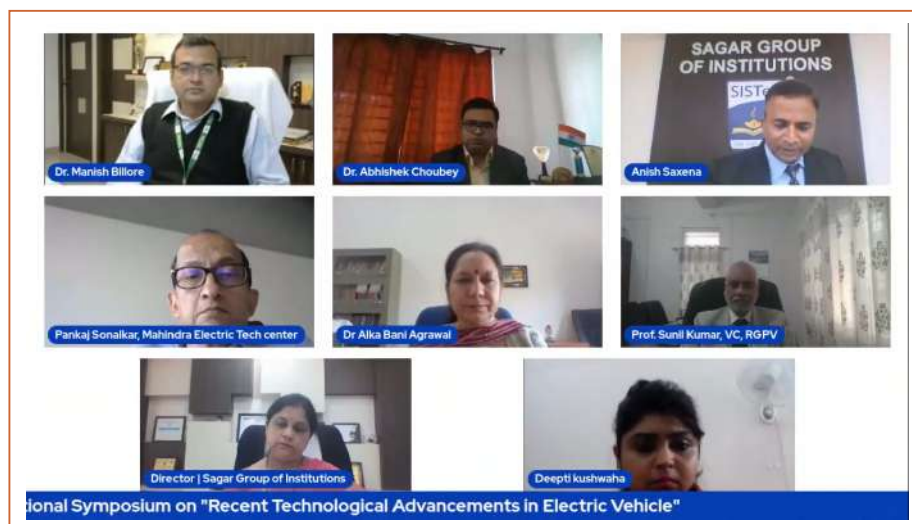 SAGAR GROUP
OF INSTITUTIONS
SISTec
Dr. Manish Billore
Dr. Abhishek Choubey
Anish Saxena
Pankaj Sonalkar, Mahindra Electric Tech center
Dr Alka Bani Agrawal
Prof. Sunil Kumar, VC, RGPV
Director | Sagar Group of Institutions
Deepti kushwaha
tional Symposium on "Recent Technological Advancements in Electric Vehicle"